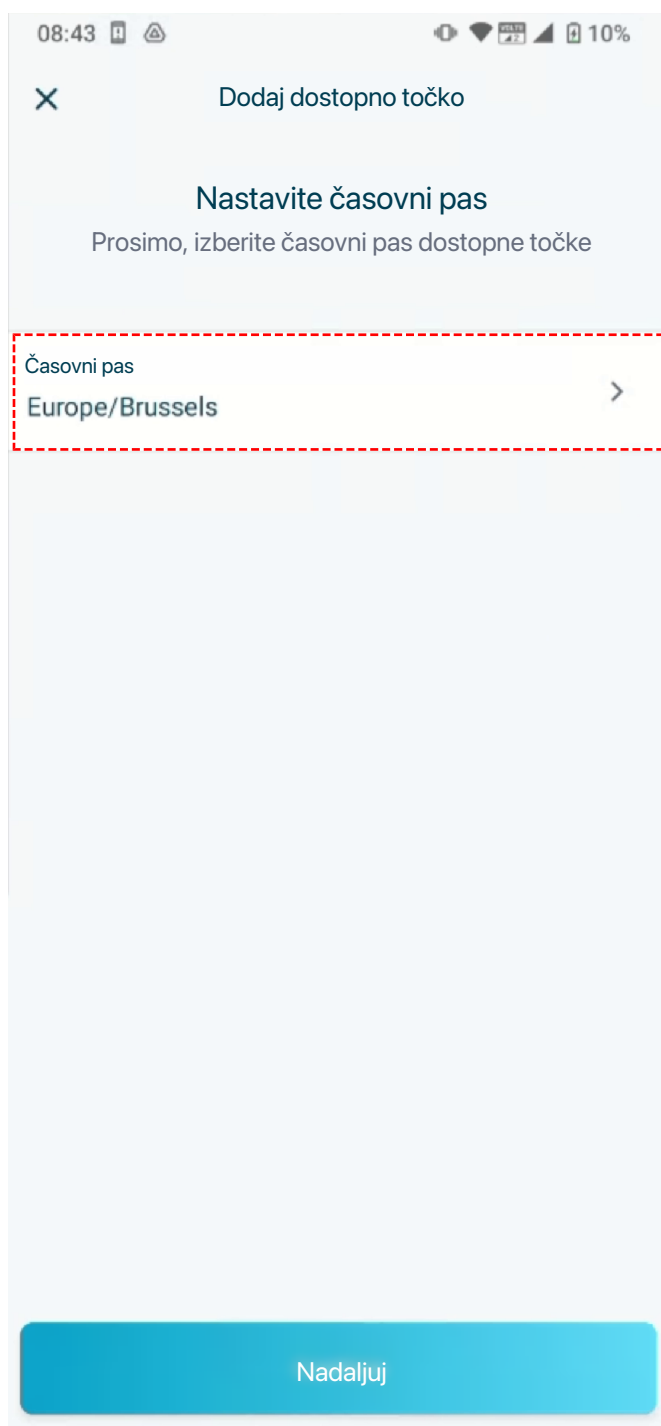 08:43 10%
Dodaj dostopno točko
Nastavite časovni pas
Prosimo, izberite časovni pas dostopne točke
Časovni pas
Europe/Brussels
Nadaljuj